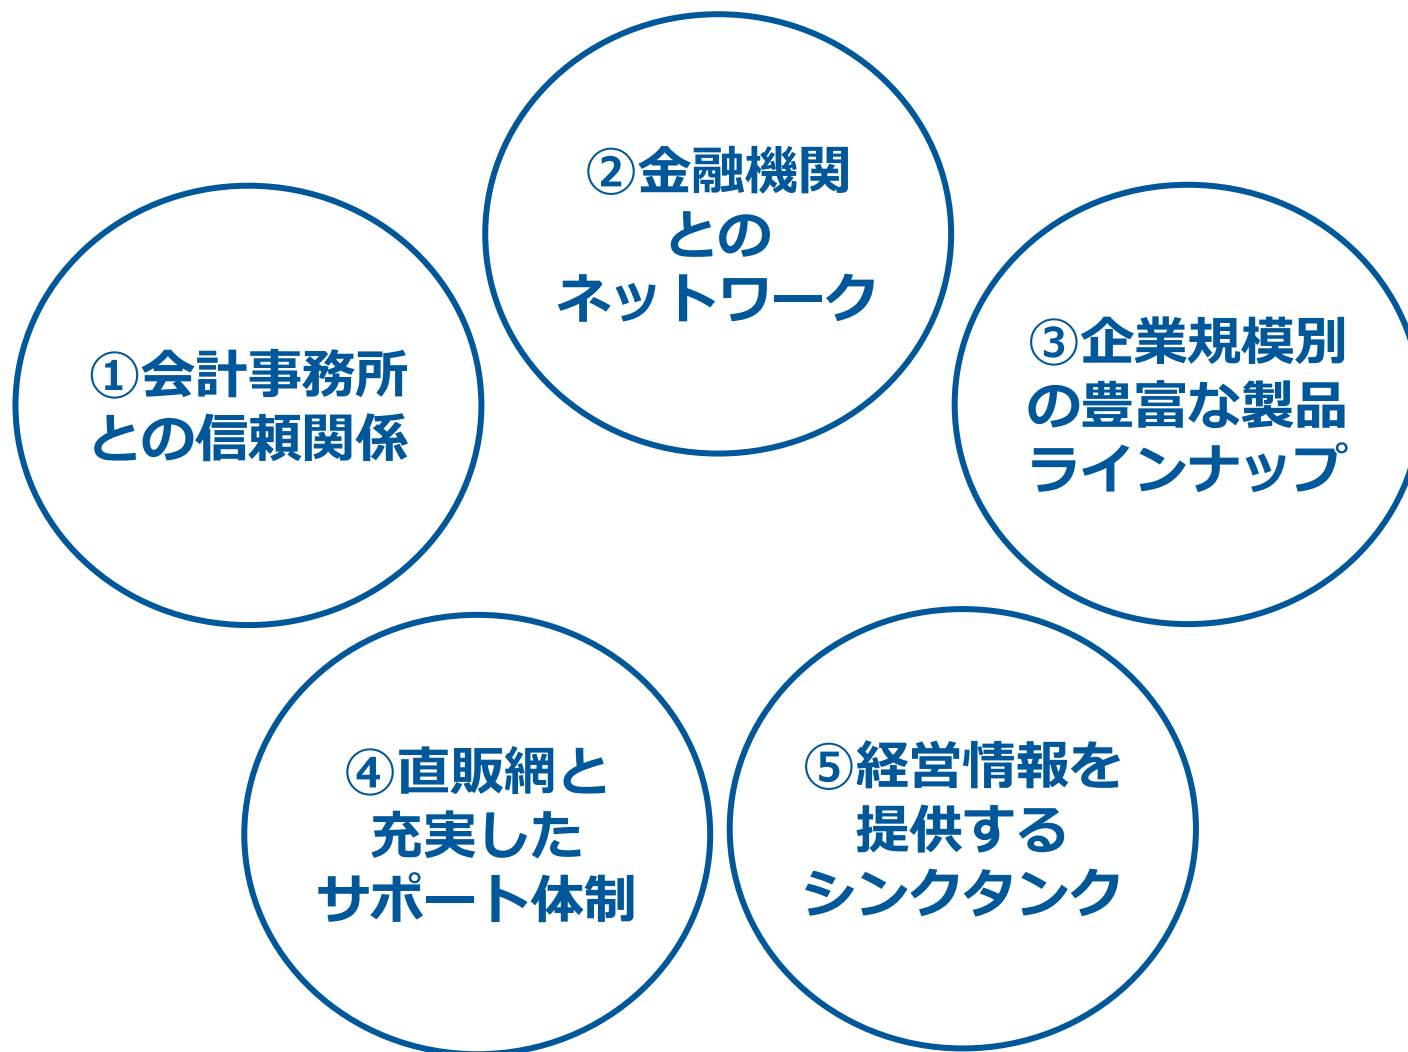 ①会計事務所
との信頼関係
②金融機関
との
ネットワーク
③企業規模別
の豊富な製品
ラインナップ
④直販網と
充実した
サポート体制
⑤経営情報を
提供する
シンクタンク